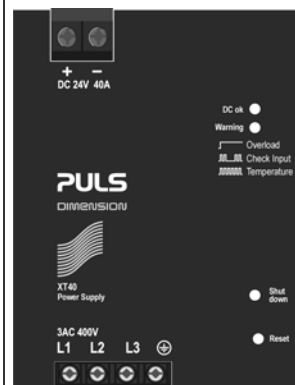 + −
DC 24V 40A
DC ok
Warning
Overload
Check Input
Temperature
PULS
DIMENSION
XT40
Power Supply
Shut
down
Reset
3AC 400V
L1 L2 L3